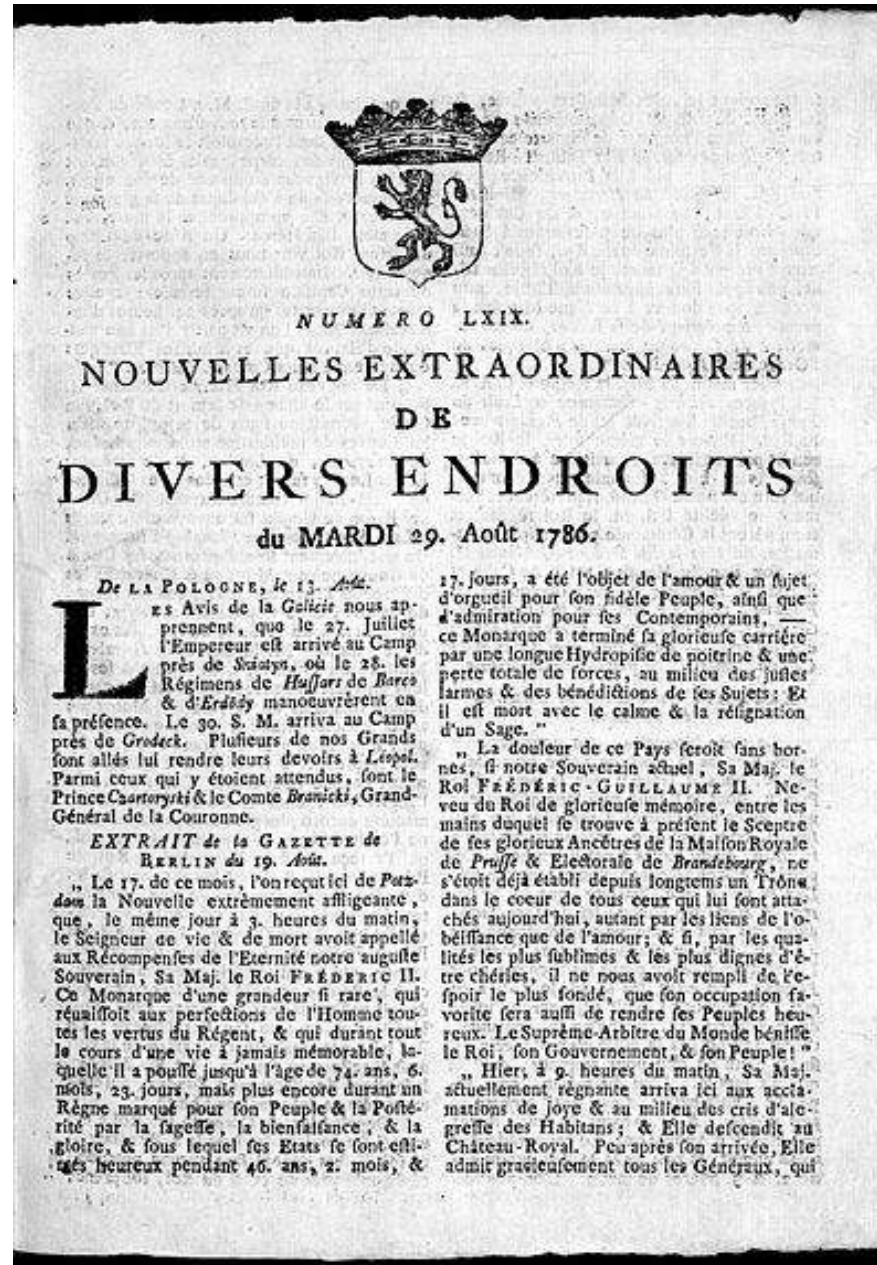 NUMERO LXIX.
NOUVELLES EXTRAORDINAIRES
DE
DIVERS ENDROITS
du MARDI 29. Août 1786.
De LA POLOGNE, le 13. Août.
LEs Avis de la Galicie nous ap-
prennent, que le 27. Juillet
l'Empereur eſt arrivé au Camp
près de Sniatyn, où le 28. les
Régimens de Huſſars de Barco
& d'Erdödy manoeuvrèrent en
ſa préſence. Le 30. S. M. arriva au Camp
près de Grodeck. Pluſieurs de nos Grands
ſont allés lui rendre leurs devoirs à Léopol.
Parmi ceux qui y étoient attendus, ſont le
Prince Czartoryski & le Comte Branicki, Grand-
Général de la Couronne.
EXTRAIT de la GAZETTE de
BERLIN du 19. Août.
„ Le 17. de ce mois, l'on reçut ici de Potz-
dam la Nouvelle extrèmement affligeante,
que, le même jour à 3. heures du matin,
le Seigneur de vie & de mort avoit appellé
aux Récompenſes de l'Eternité notre auguſte
Souverain, Sa Maj. le Roi FRÉDERIC II.
Ce Monarque d'une grandeur ſi rare, qui
réuniſſoit aux perfections de l'Homme tou-
tes les vertus du Régent, & qui durant tout
le cours d'une vie à jamais mémorable, la-
quelle il a pouſſé jusqu'à l'âge de 74. ans, 6.
mois, 23. jours, mais plus encore durant un
Règne marqué pour ſon Peuple & la Poſté-
rité par la ſageſſe, la bienfaiſance, & la
gloire, & ſous lequel ſes Etats ſe ſont eſti-
més heureux pendant 46. ans, 2. mois, &
17. jours, a été l'objet de l'amour & un ſujet
d'orgueil pour ſon fidèle Peuple, ainſi que
d'admiration pour ſes Contemporains, —
ce Monarque a terminé ſa glorieuſe carrière
par une longue Hydropiſie de poitrine & une
perte totale de forces, au milieu des juſtes
larmes & des bénédictions de ſes Sujets: Et
il eſt mort avec le calme & la réſignation
d'un Sage. "
„ La douleur de ce Pays ſeroit ſans bor-
nes, ſi notre Souverain actuel, Sa Maj. le
Roi FRÉDÉRIC-GUILLAUME II. Ne-
veu du Roi de glorieuſe mémoire, entre les
mains duquel ſe trouve à préſent le Sceptre
de ſes glorieux Ancêtres de la Maiſon Royale
de Pruſſe & Electorale de Brandebourg, ne
s'étoit déjà établi depuis longtems un Trône
dans le coeur de tous ceux qui lui ſont atta-
chés aujourd'hui, autant par les liens de l'o-
béiſſance que de l'amour; & ſi, par les qua-
lités les plus ſublimes & les plus dignes d'ê-
tre chéries, il ne nous avoit rempli de l'e-
ſpoir le plus fondé, que ſon occupation fa-
vorite ſera auſſi de rendre ſes Peuples heu-
reux. Le Suprême-Arbitre du Monde béniſſe
le Roi, ſon Gouvernement, & ſon Peuple! "
„ Hier, à 9. heures du matin, Sa Maj.
actuellement règnante arriva ici aux accla-
mations de joye & au milieu des cris d'ale-
greſſe des Habitans; & Elle deſcendit au
Château-Royal. Peu après ſon arrivée, Elle
admit gracieuſement tous les Généraux, qui